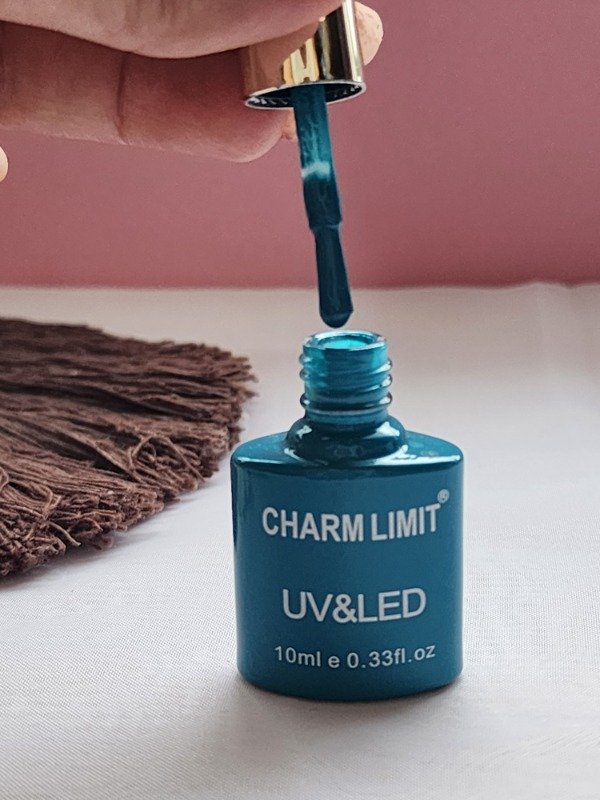 CHARM LIMIT®
UV&LED
10ml e 0.33fl.oz